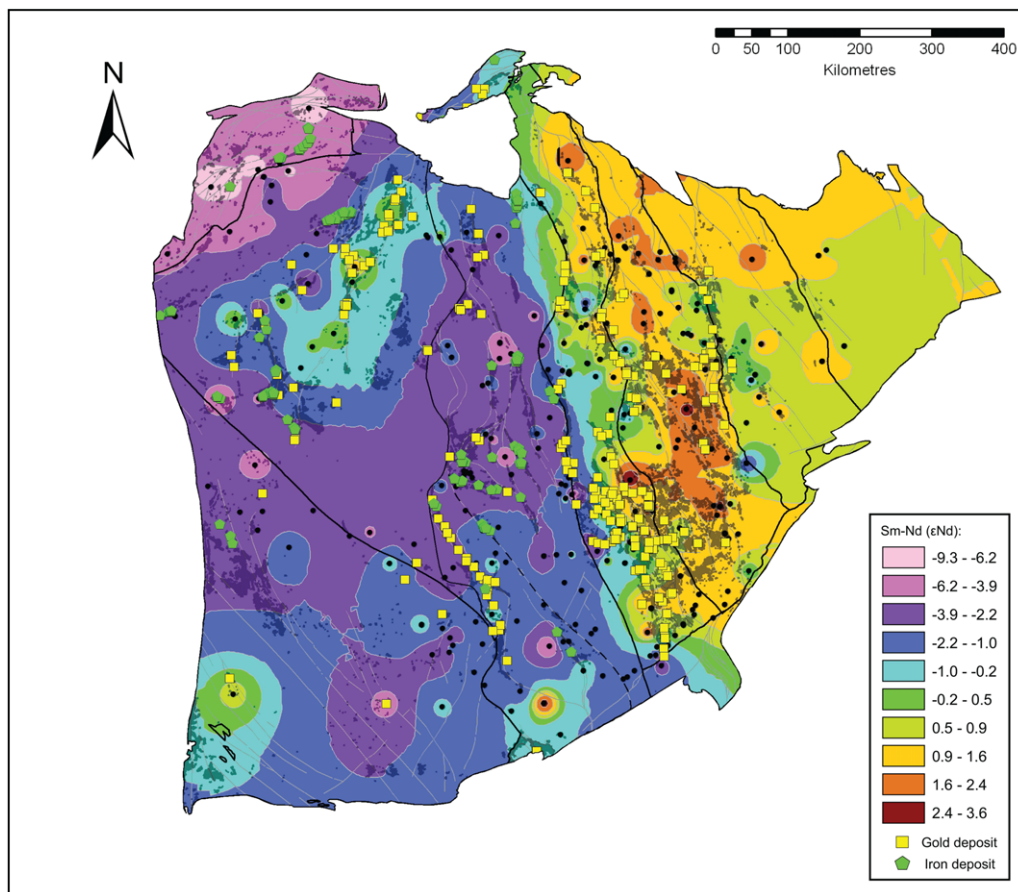 0 50 100 200 300 400
Kilometres
N
Sm-Nd (εNd):
-9.3 - -6.2
-6.2 - -3.9
-3.9 - -2.2
-2.2 - -1.0
-1.0 - -0.2
-0.2 - 0.5
0.5 - 0.9
0.9 - 1.6
1.6 - 2.4
2.4 - 3.6
Gold deposit
Iron deposit